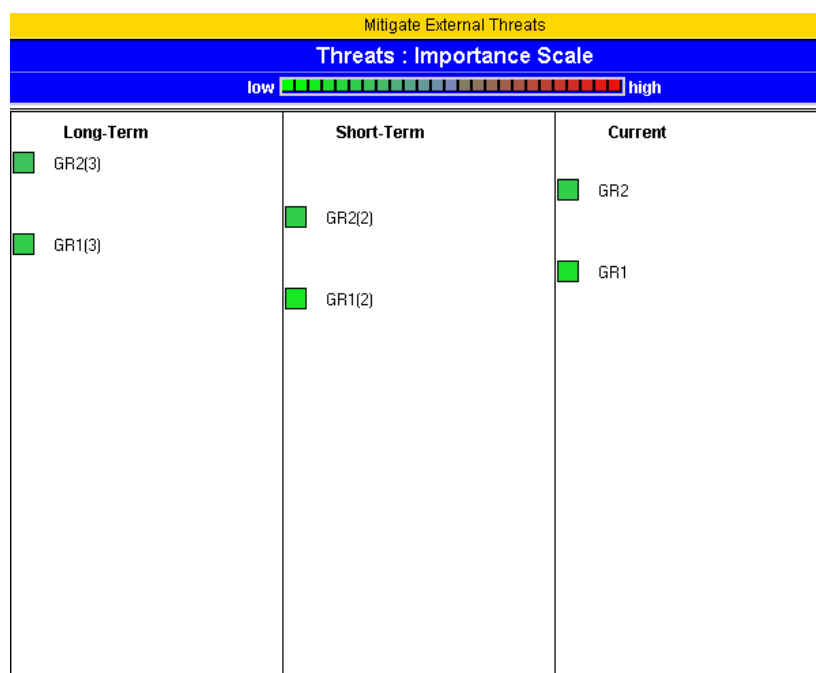 Mitigate External Threats
Threats : Importance Scale
low high
Long-Term Short-Term Current
GR2(3)
GR2
GR2(2)
GR1(3)
GR1
GR1(2)